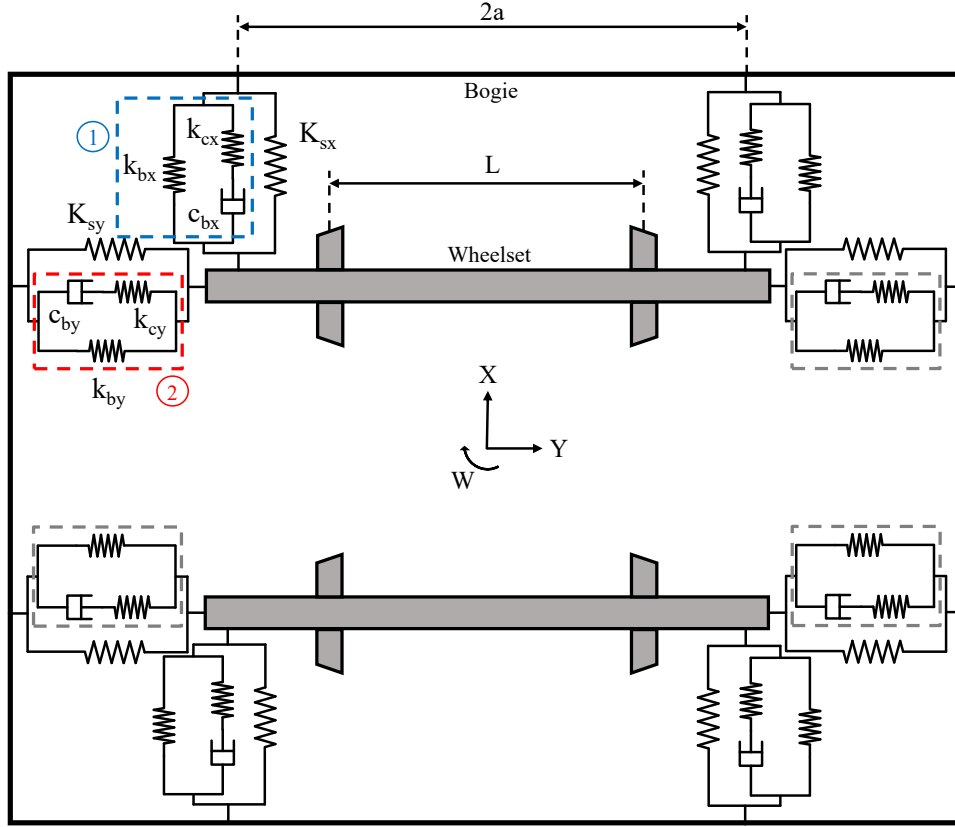 2a
Bogie
1
k_cx
K_sx
k_bx
L
c_bx
K_sy
Wheelset
c_by
k_cy
k_by
2
X
Y
W